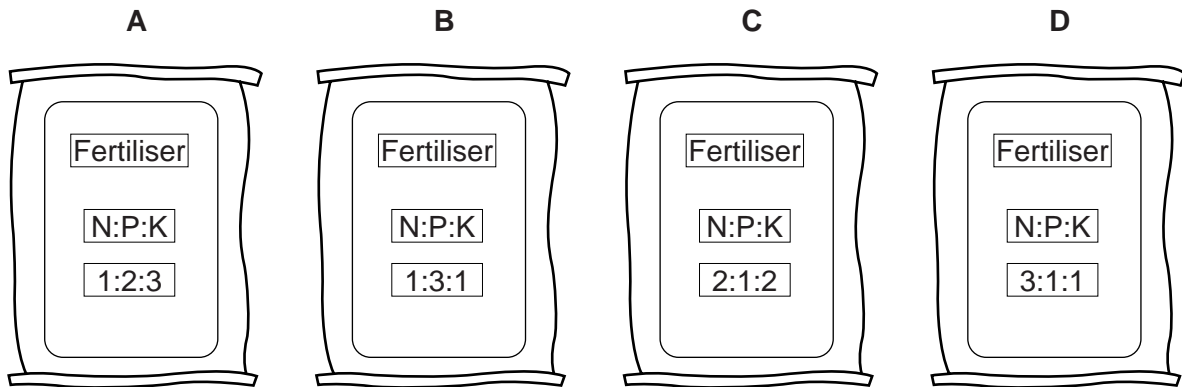 A B C D
Fertiliser Fertiliser Fertiliser Fertiliser
N:P:K N:P:K N:P:K N:P:K
1:2:3 1:3:1 2:1:2 3:1:1